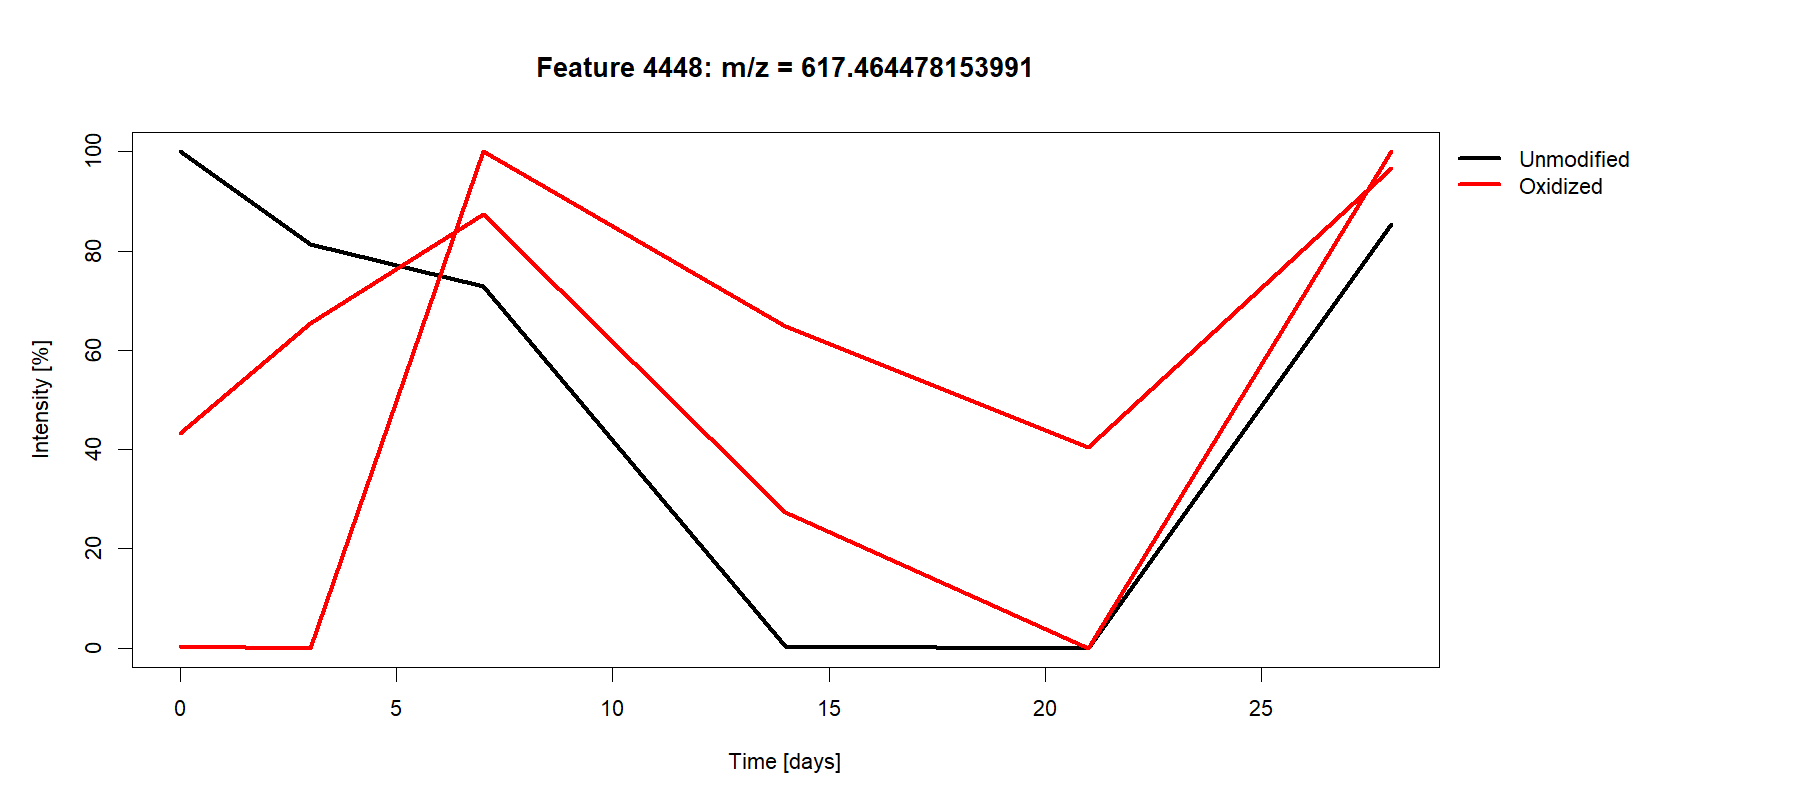 Feature 4448: m/z = 617.464478153991
Unmodified
Oxidized
Intensity [%]
100
80
60
40
20
0
0 5 10 15 20 25
Time [days]